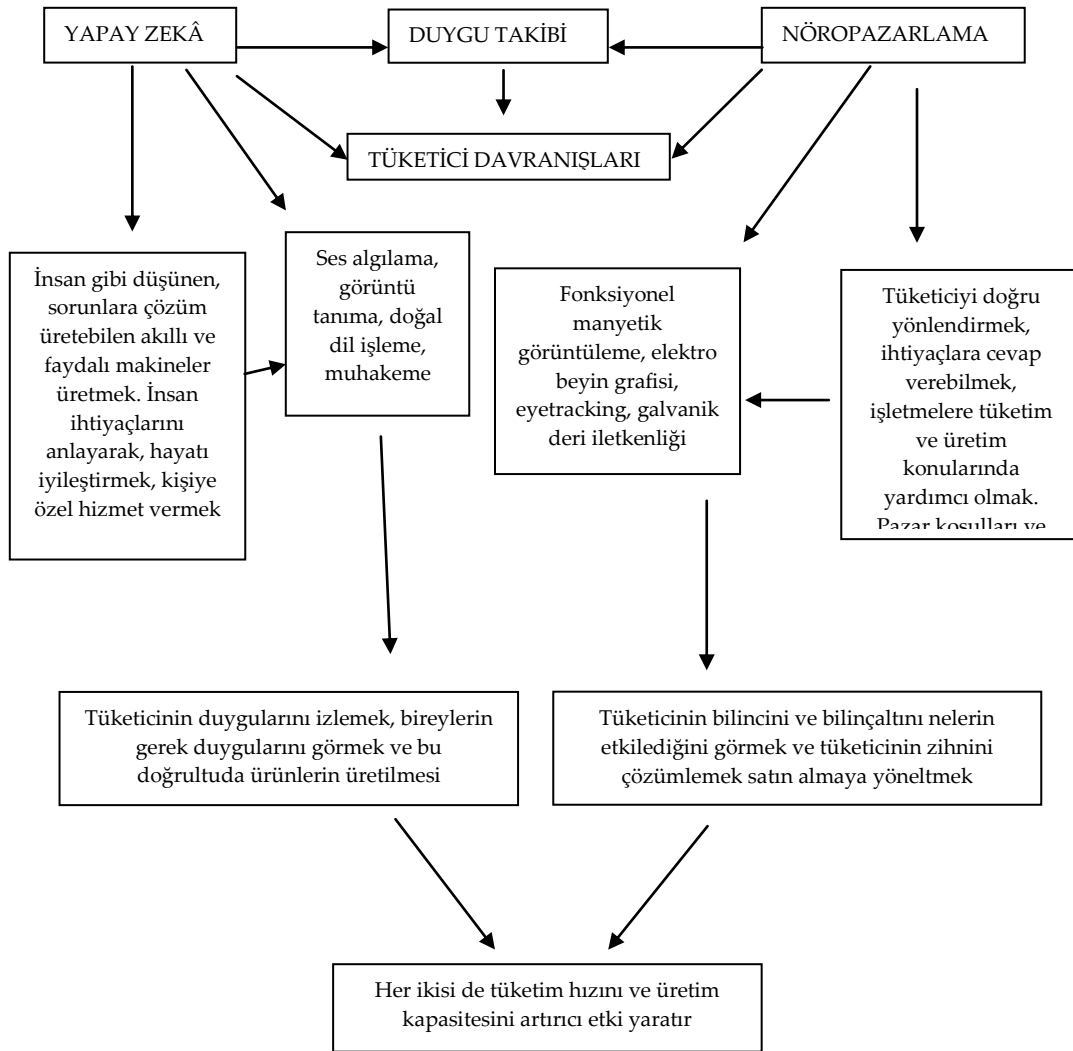 YAPAY ZEKÂ
DUYGU TAKİBİ
NÖROPAZARLAMA
TÜKETİCİ DAVRANIŞLARI
İnsan gibi düşünen,
sorunlara çözüm
üretebilen akıllı ve
faydalı makineler
üretmek. İnsan
ihtiyaçlarını
anlayarak, hayatı
iyileştirmek, kişiye
özel hizmet vermek
Ses algılama,
görüntü
tanıma, doğal
dil işleme,
muhakeme
Fonksiyonel
manyetik
görüntüleme, elektro
beyin grafisi,
eyetracking, galvanik
deri iletkenliği
Tüketiciyi doğru
yönlendirmek,
ihtiyaçlara cevap
verebilmek,
işletmelere tüketim
ve üretim
konularında
yardımcı olmak.
Pazar koşulları ve
Tüketicinin duygularını izlemek, bireylerin
gerek duygularını görmek ve bu
doğrultuda ürünlerin üretilmesi
Tüketicinin bilincini ve bilinçaltını nelerin
etkilediğini görmek ve tüketicinin zihnini
çözümlemek satın almaya yöneltmek
Her ikisi de tüketim hızını ve üretim
kapasitesini artırıcı etki yaratır